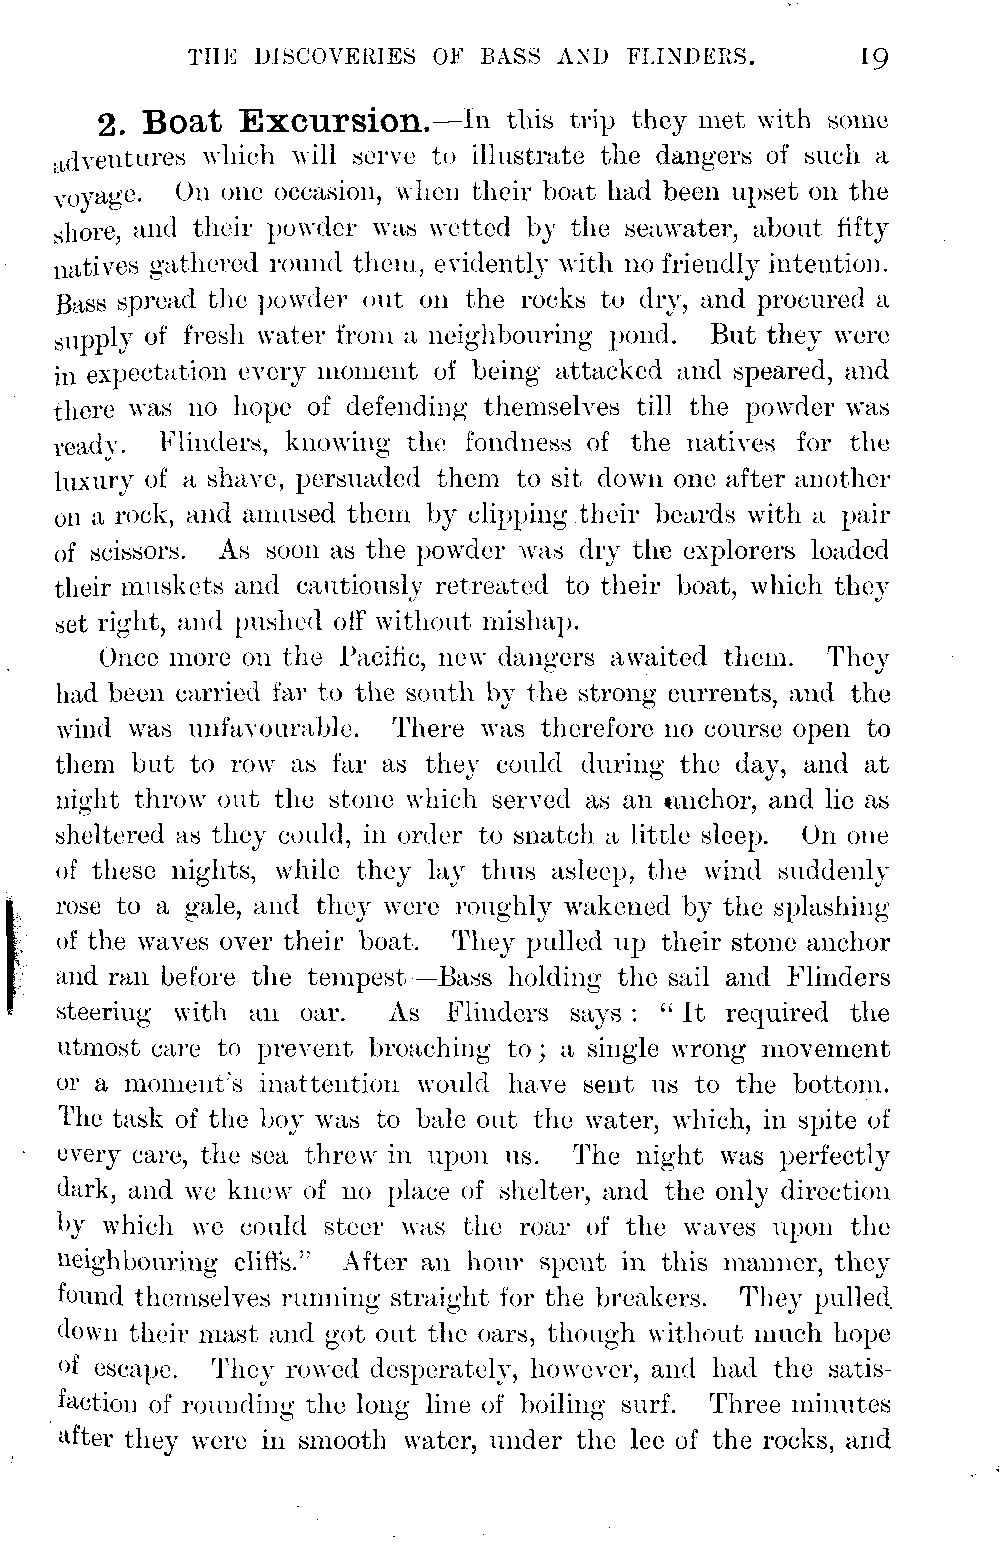 THE DISCOVERIES OF BASS AND FLINDERS. 19
2. Boat Excursion.—In this trip they met with some
adventures which will serve to illustrate the dangers of such a
voyage. On one occasion, when their boat had been upset on the
shore, and their powder was wetted by the seawater, about fifty
natives gathered round them, evidently with no friendly intention.
Bass spread the powder out on the rocks to dry, and procured a
supply of fresh water from a neighbouring pond. But they were
in expectation every moment of being attacked and speared, and
there was no hope of defending themselves till the powder was
ready. Flinders, knowing the fondness of the natives for the
luxury of a shave, persuaded them to sit down one after another
on a rock, and amused them by clipping their beards with a pair
of scissors. As soon as the powder was dry the explorers loaded
their muskets and cautiously retreated to their boat, which they
set right, and pushed off without mishap.
Once more on the Pacific, new dangers awaited them. They
had been carried far to the south by the strong currents, and the
wind was unfavourable. There was therefore no course open to
them but to row as far as they could during the day, and at
night throw out the stone which served as an anchor, and lie as
sheltered as they could, in order to snatch a little sleep. On one
of these nights, while they lay thus asleep, the wind suddenly
rose to a gale, and they were roughly wakened by the splashing
of the waves over their boat. They pulled up their stone anchor
and ran before the tempest—Bass holding the sail and Flinders
steering with an oar. As Flinders says: "It required the
utmost care to prevent broaching to; a single wrong movement
or a moment's inattention would have sent us to the bottom.
The task of the boy was to bale out the water, which, in spite of
every care, the sea threw in upon us. The night was perfectly
dark, and we knew of no place of shelter, and the only direction
by which we could steer was the roar of the waves upon the
neighbouring cliffs." After an hour spent in this manner, they
found themselves running straight for the breakers. They pulled
down their mast and got out the oars, though without much hope
of escape. They rowed desperately, however, and had the satis-
faction of rounding the long line of boiling surf. Three minutes
after they were in smooth water, under the lee of the rocks, and